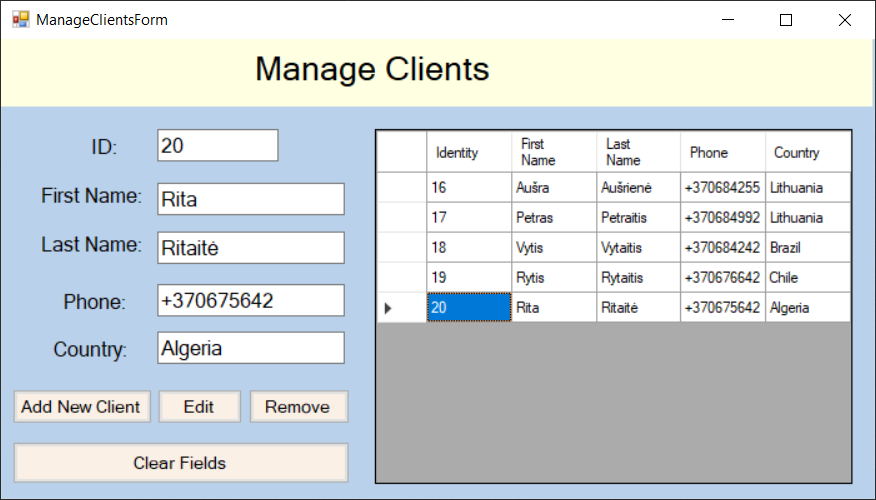 ManageClientsForm
Manage Clients
ID: 20
First Name: Rita
Last Name: Ritaitė
Phone: +370675642
Country: Algeria
Add New Client Edit Remove
Clear Fields
Identity First Name Last Name Phone Country
16 Aušra Aušrienė +370684255 Lithuania
17 Petras Petraitis +370684992 Lithuania
18 Vytis Vytaitis +370684242 Brazil
19 Rytis Rytaitis +370676642 Chile
20 Rita Ritaitė +370675642 Algeria